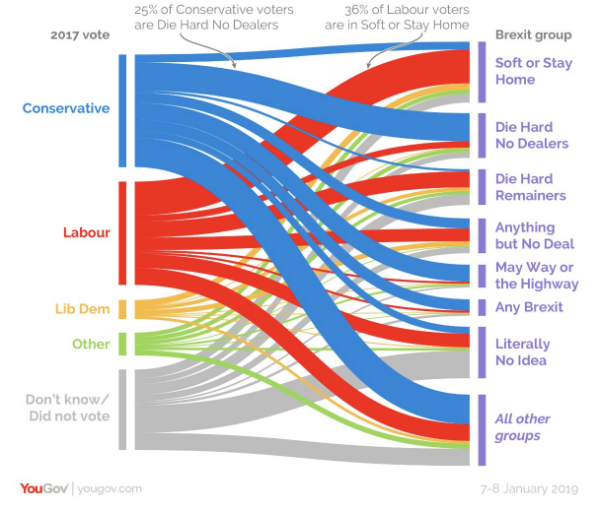 25% of Conservative voters
are Die Hard No Dealers
36% of Labour voters
are in Soft or Stay Home
2017 vote
Brexit group
Conservative
Labour
Lib Dem
Other
Don't know/
Did not vote
Soft or Stay
Home
Die Hard
No Dealers
Die Hard
Remainers
Anything
but No Deal
May Way or
the Highway
Any Brexit
Literally
No Idea
All other
groups
YouGov | yougov.com
7-8 January 2019